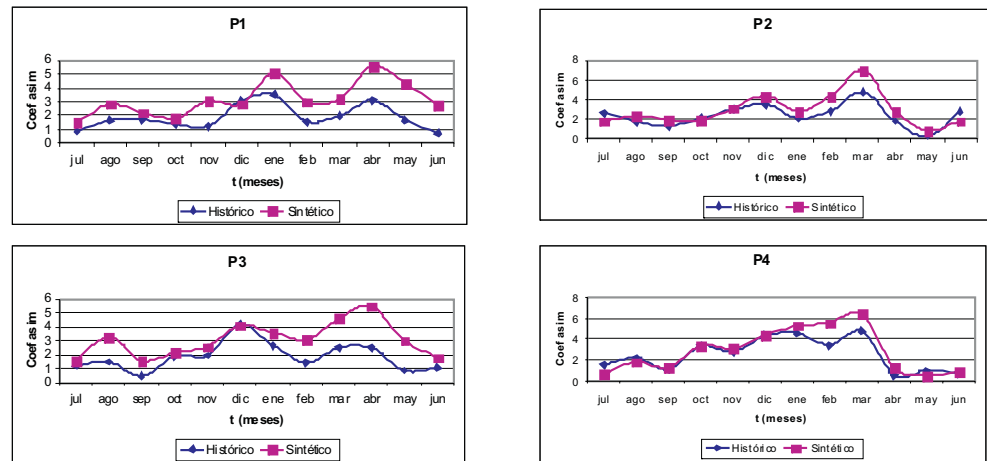 P1
Coef asim
6
5
4
3
2
1
0
jul ago sep oct nov dic ene feb mar abr may jun
t (meses)
Histórico Sintético
P2
Coef asim
8
6
4
2
0
jul ago sep oct nov dic ene feb mar abr may jun
t (meses)
Histórico Sintético
P3
Coef asim
6
5
4
3
2
1
0
jul ago sep oct nov dic ene feb mar abr may jun
t (meses)
Histórico Sintético
P4
Coef asim
8
6
4
2
0
jul ago sep oct nov dic ene feb mar abr may jun
t (meses)
Histórico Sintético